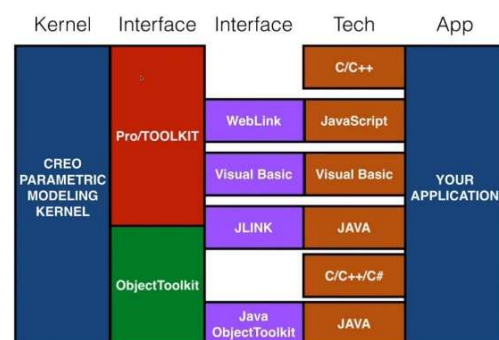 Kernel Interface Interface Tech App
C/C++
WebLink JavaScript
Pro/TOOLKIT
Visual Basic Visual Basic
CREO
PARAMETRIC
MODELING
KERNEL
YOUR
APPLICATION
JLINK JAVA
ObjectToolkit
C/C++/C#
Java
ObjectToolkit
JAVA